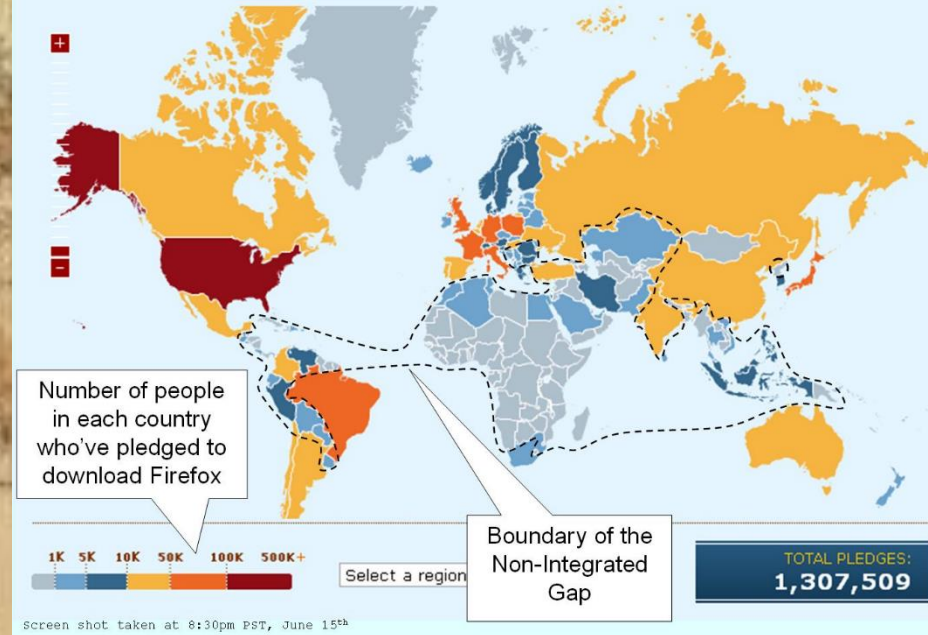 +
−
Number of people
in each country
who've pledged to
download Firefox
Boundary of the
Non-Integrated
Gap
1K 5K 10K 50K 100K 500K+
Select a region
TOTAL PLEDGES:
1,307,509
Screen shot taken at 8:30pm PST, June 15th